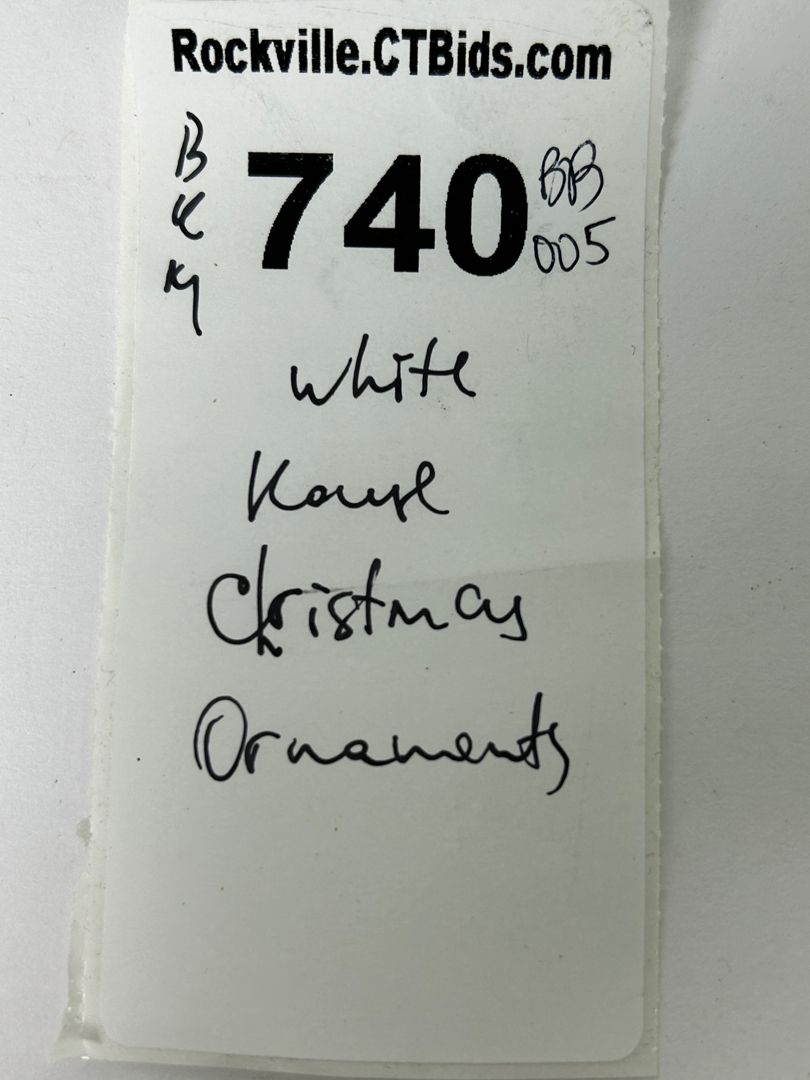 Rockville.CTBids.com
740
BB
005
White
House
Christmas
Ornaments